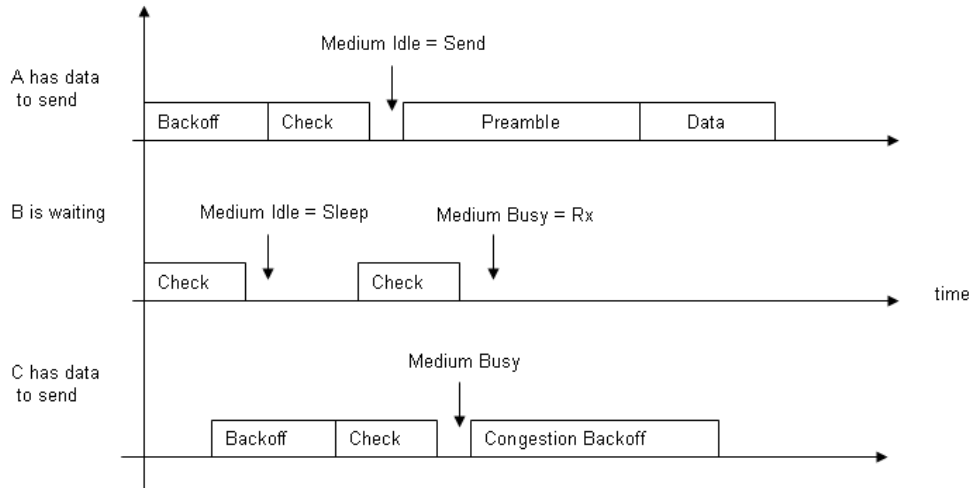 Medium Idle = Send
A has data
to send
Backoff
Check
Preamble
Data
B is waiting
Medium Idle = Sleep
Medium Busy = Rx
Check
Check
time
Medium Busy
C has data
to send
Backoff
Check
Congestion Backoff